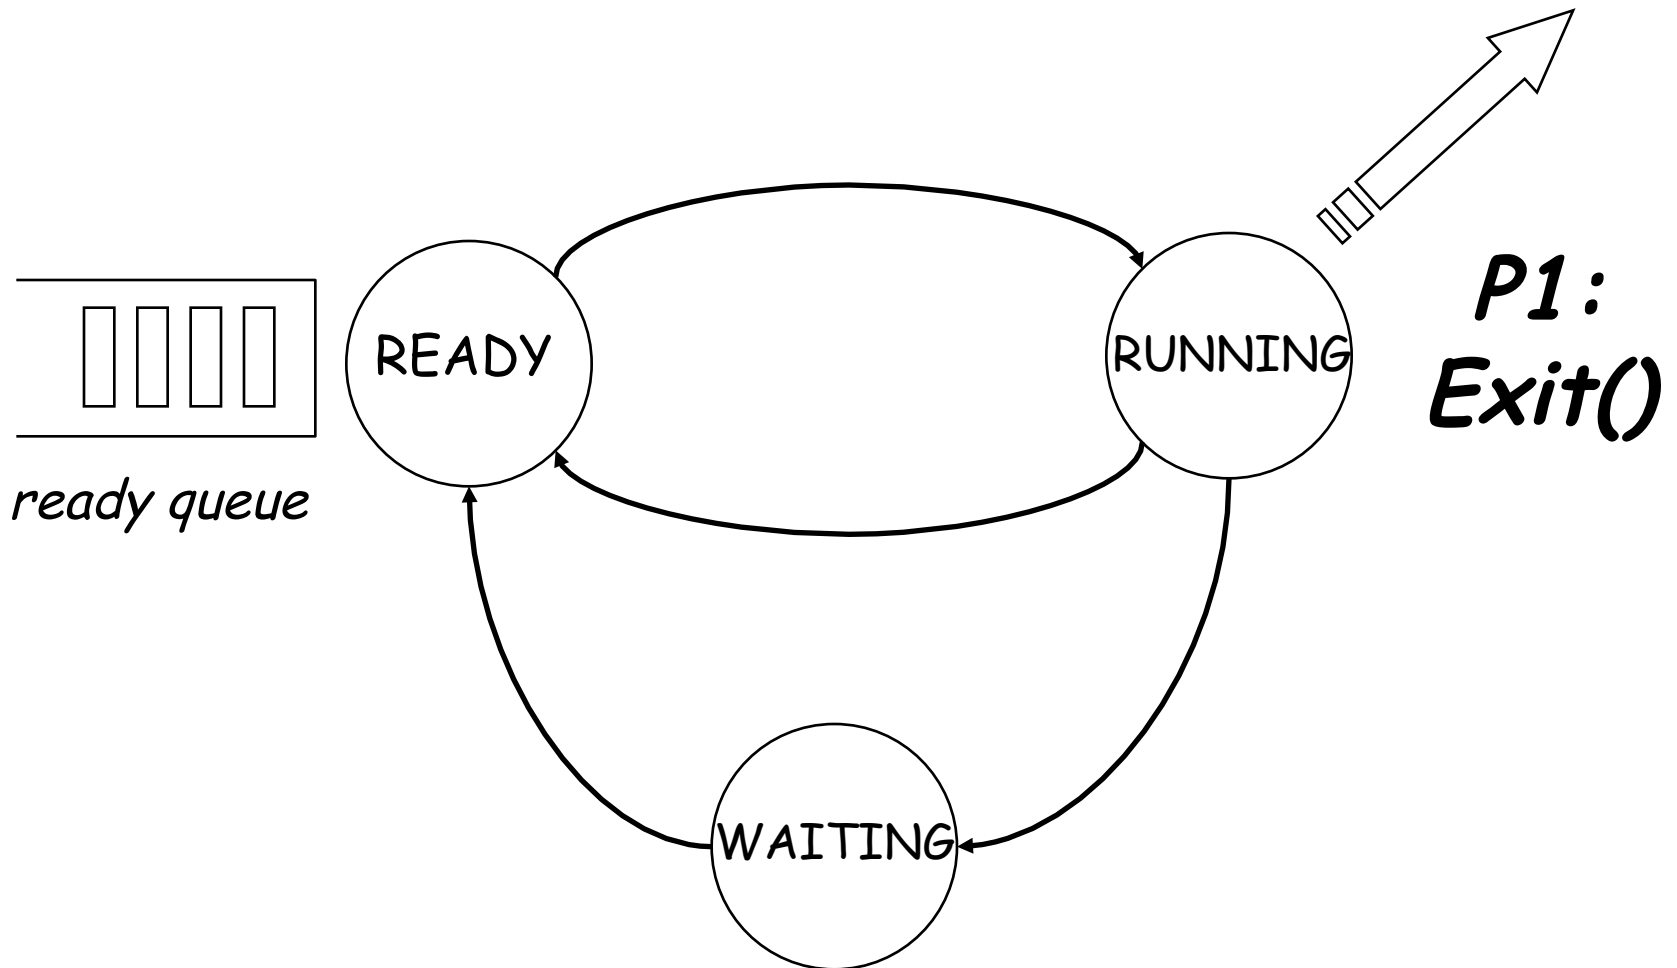 READY
RUNNING
P1:
Exit()
ready queue
WAITING